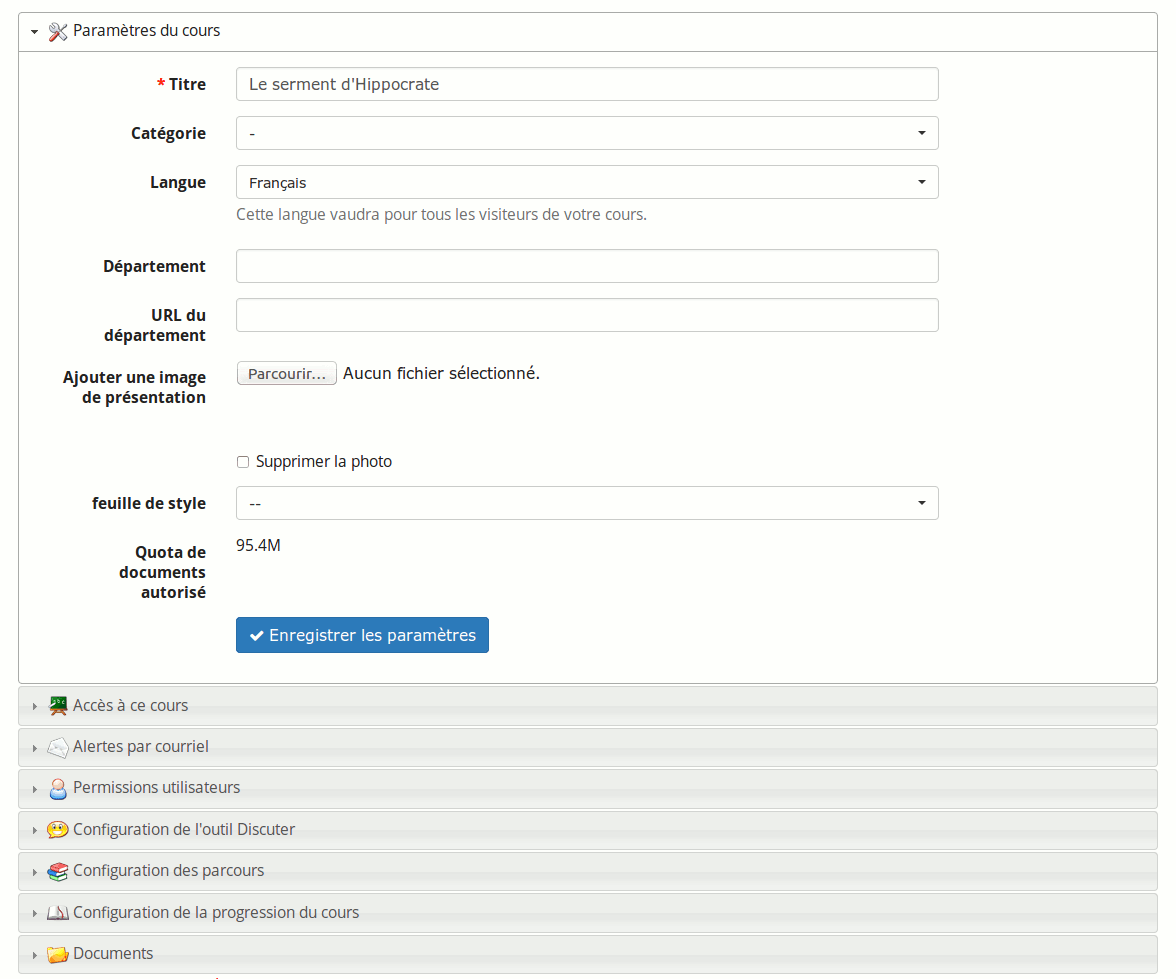 Paramètres du cours
* Titre
Le serment d'Hippocrate
Catégorie
-
Langue
Français
Cette langue vaudra pour tous les visiteurs de votre cours.
Département
URL du
département
Ajouter une image
de présentation
Parcourir... Aucun fichier sélectionné.
Supprimer la photo
feuille de style
--
Quota de
documents
autorisé
95.4M
Enregistrer les paramètres
Accès à ce cours
Alertes par courriel
Permissions utilisateurs
Configuration de l'outil Discuter
Configuration des parcours
Configuration de la progression du cours
Documents